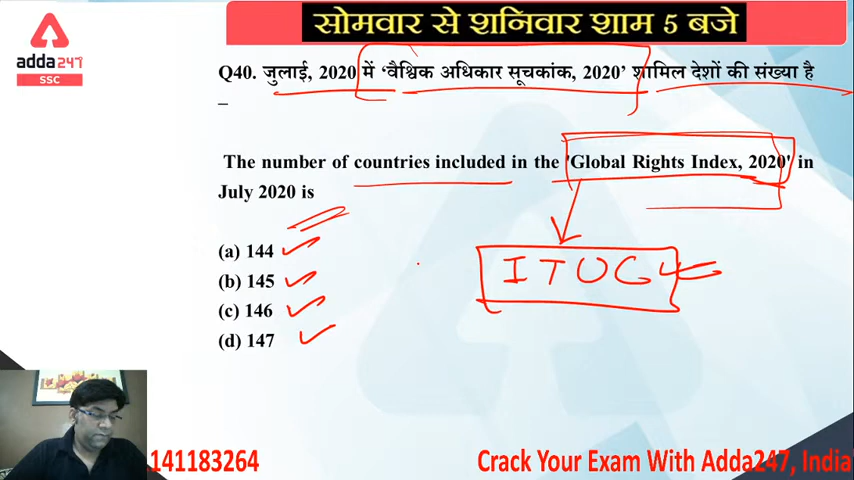 सोमवार से शनिवार शाम 5 बजे
adda247
SSC
Q40. जुलाई, 2020 में ‘वैश्विक अधिकार सूचकांक, 2020’ शामिल देशों की संख्या है
–
The number of countries included in the 'Global Rights Index, 2020' in
July 2020 is
(a) 144
(b) 145
(c) 146
(d) 147
ITUC
141183264
Crack Your Exam With Adda247, India